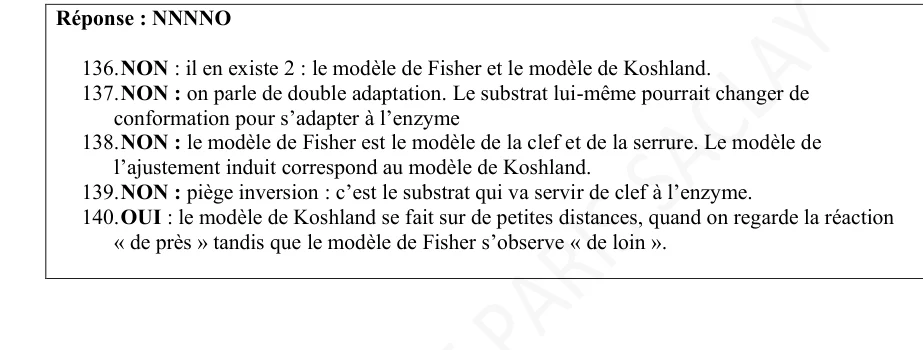 Réponse : NNNNO
136.NON : il en existe 2 : le modèle de Fisher et le modèle de Koshland.
137.NON : on parle de double adaptation. Le substrat lui-même pourrait changer de
conformation pour s’adapter à l’enzyme
138.NON : le modèle de Fisher est le modèle de la clef et de la serrure. Le modèle de
l’ajustement induit correspond au modèle de Koshland.
139.NON : piège inversion : c’est le substrat qui va servir de clef à l’enzyme.
140.OUI : le modèle de Koshland se fait sur de petites distances, quand on regarde la réaction
« de près » tandis que le modèle de Fisher s’observe « de loin ».
PARIS SACLAY